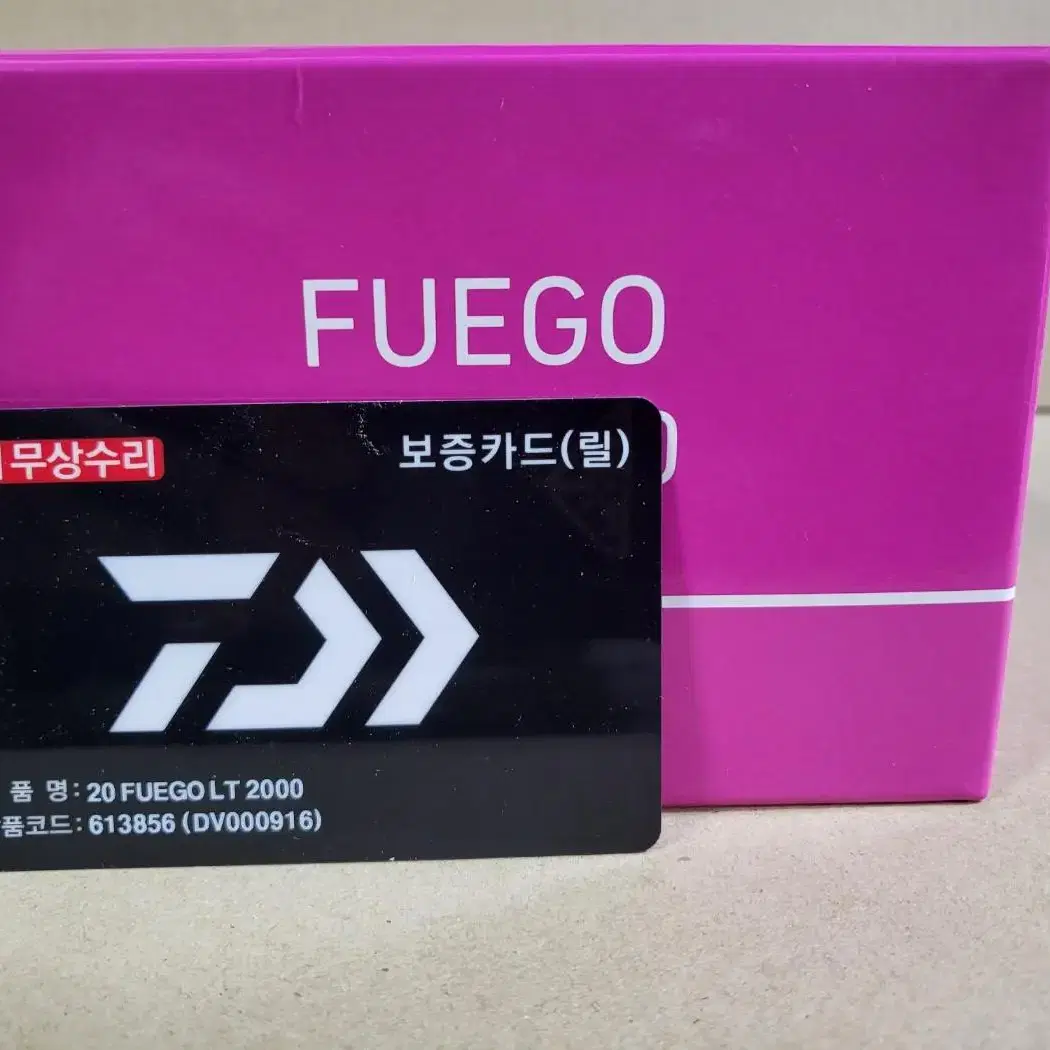 FUEGO
무상수리
보증카드(릴)
품 명: 20 FUEGO LT 2000
품코드: 613856 (DV000916)